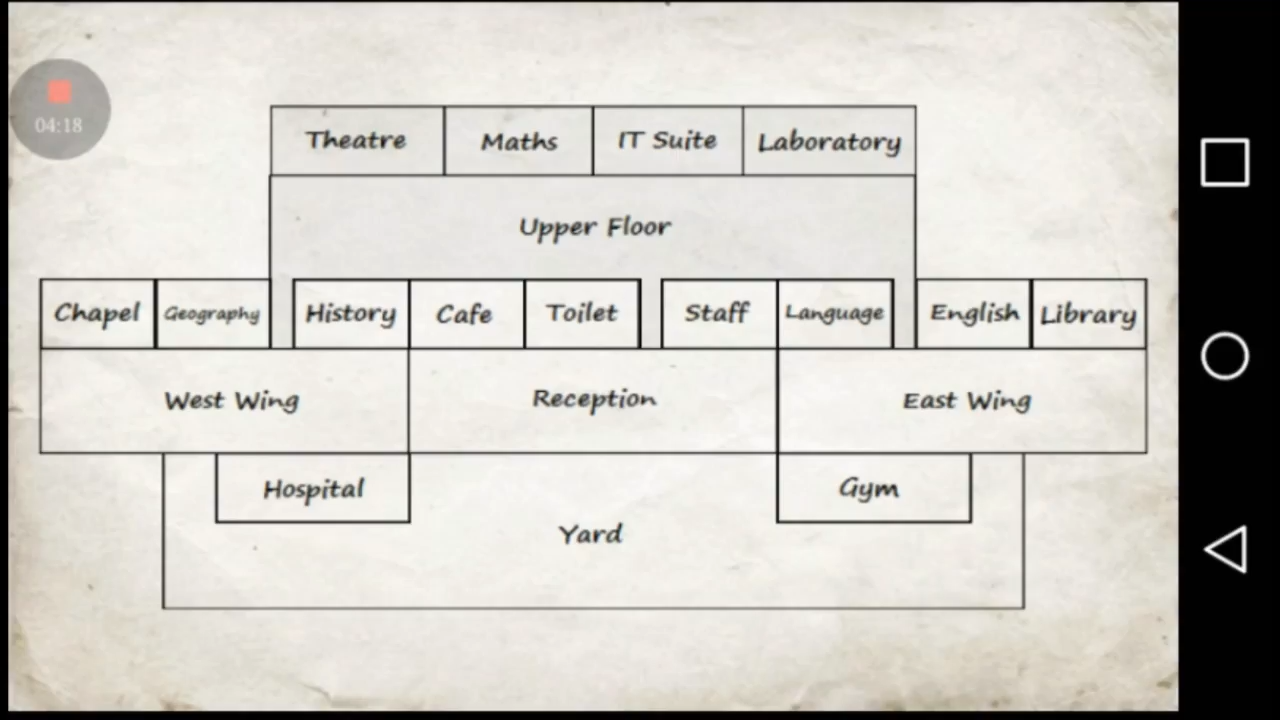 04:18
Theatre Maths IT Suite Laboratory
Upper Floor
Chapel Geography History Cafe Toilet Staff Language English Library
West Wing Reception East Wing
Hospital Gym
Yard